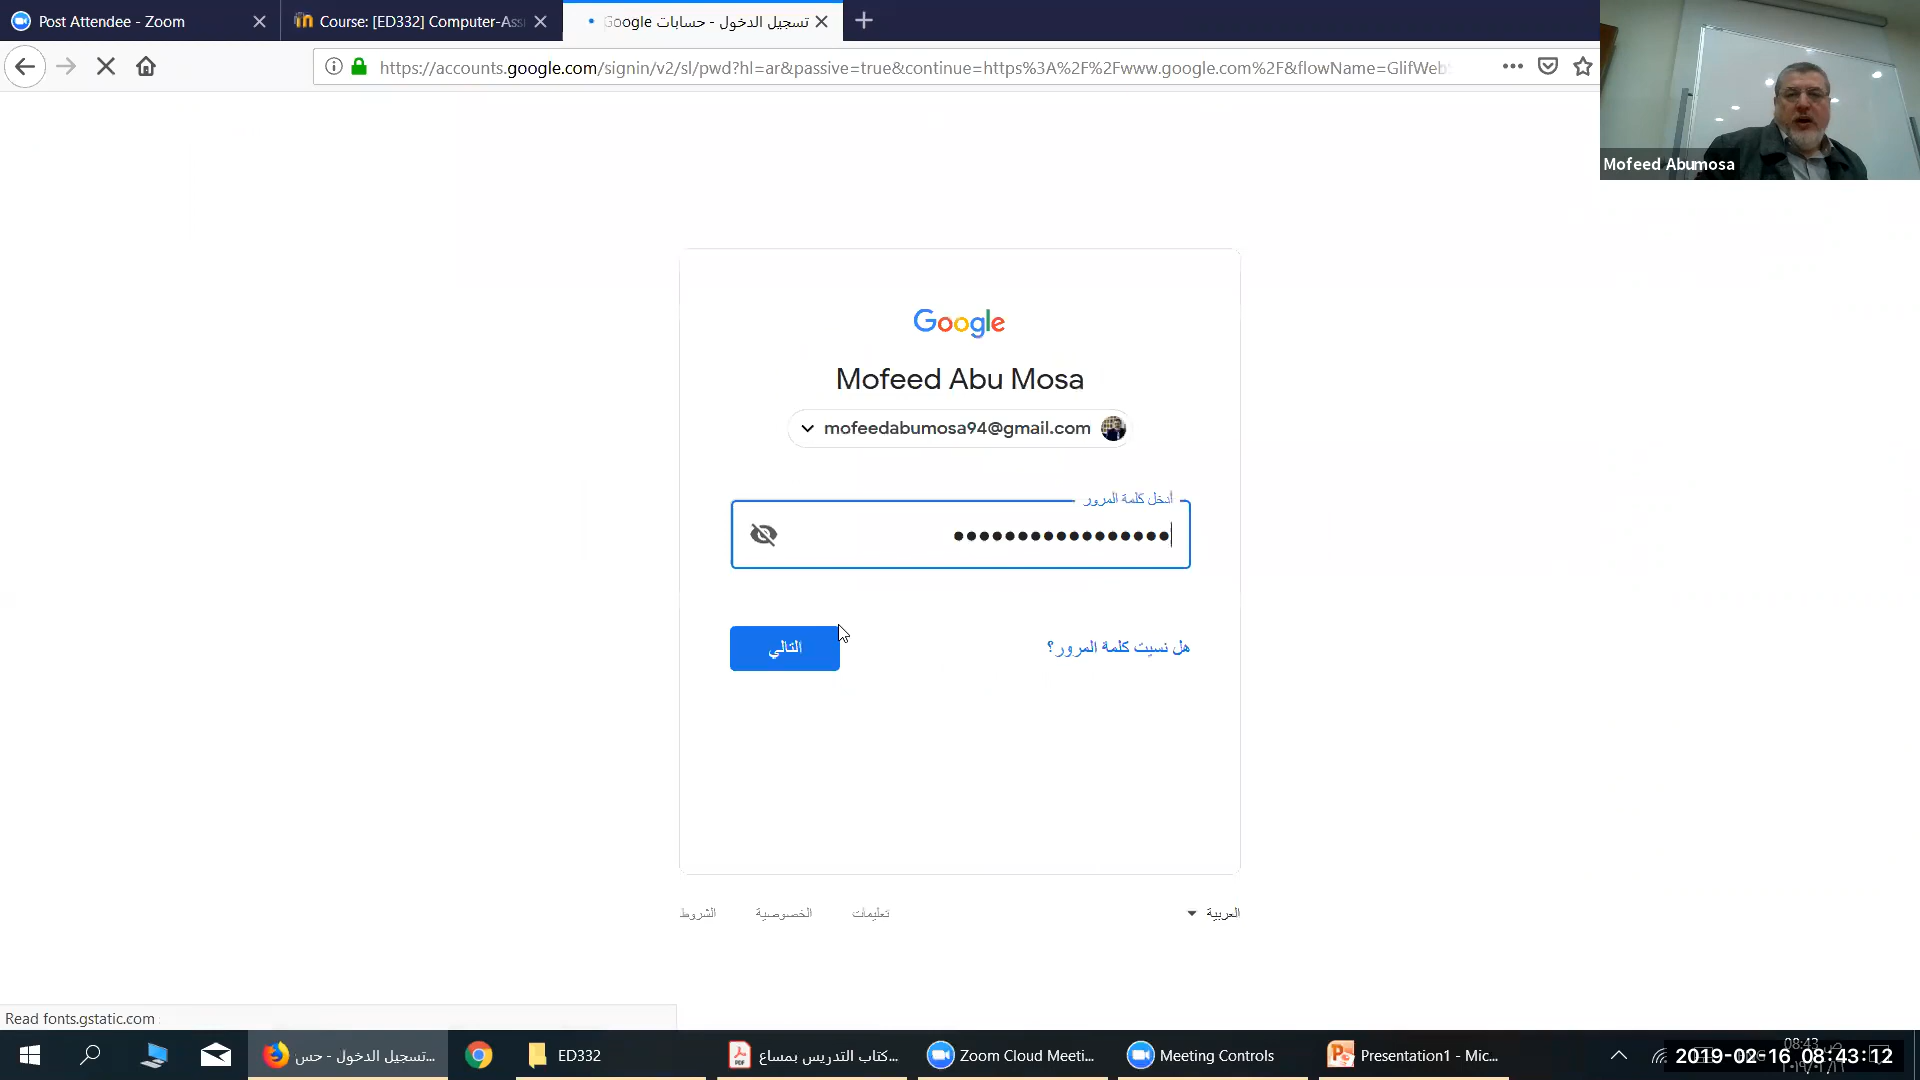 Post Attendee - Zoom
Course: [ED332] Computer-Ass
تسجيل الدخول - حسابات Google
https://accounts.google.com/signin/v2/sl/pwd?hl=ar&passive=true&continue=https%3A%2F%2Fwww.google.com%2F&flowName=GlifWeb
Mofeed Abumosa
Google
Mofeed Abu Mosa
mofeedabumosa94@gmail.com
أدخل كلمة المرور
•••••••••••••••••
هل نسيت كلمة المرور؟
التالي
العربية
تعليمات
الخصوصية
الشروط
Read fonts.gstatic.com
تسجيل الدخول - حس...
ED332
كتاب التدريس بمساع...
Zoom Cloud Meeti...
Meeting Controls
Presentation1 - Mic...
2019-02-16 08:43:12